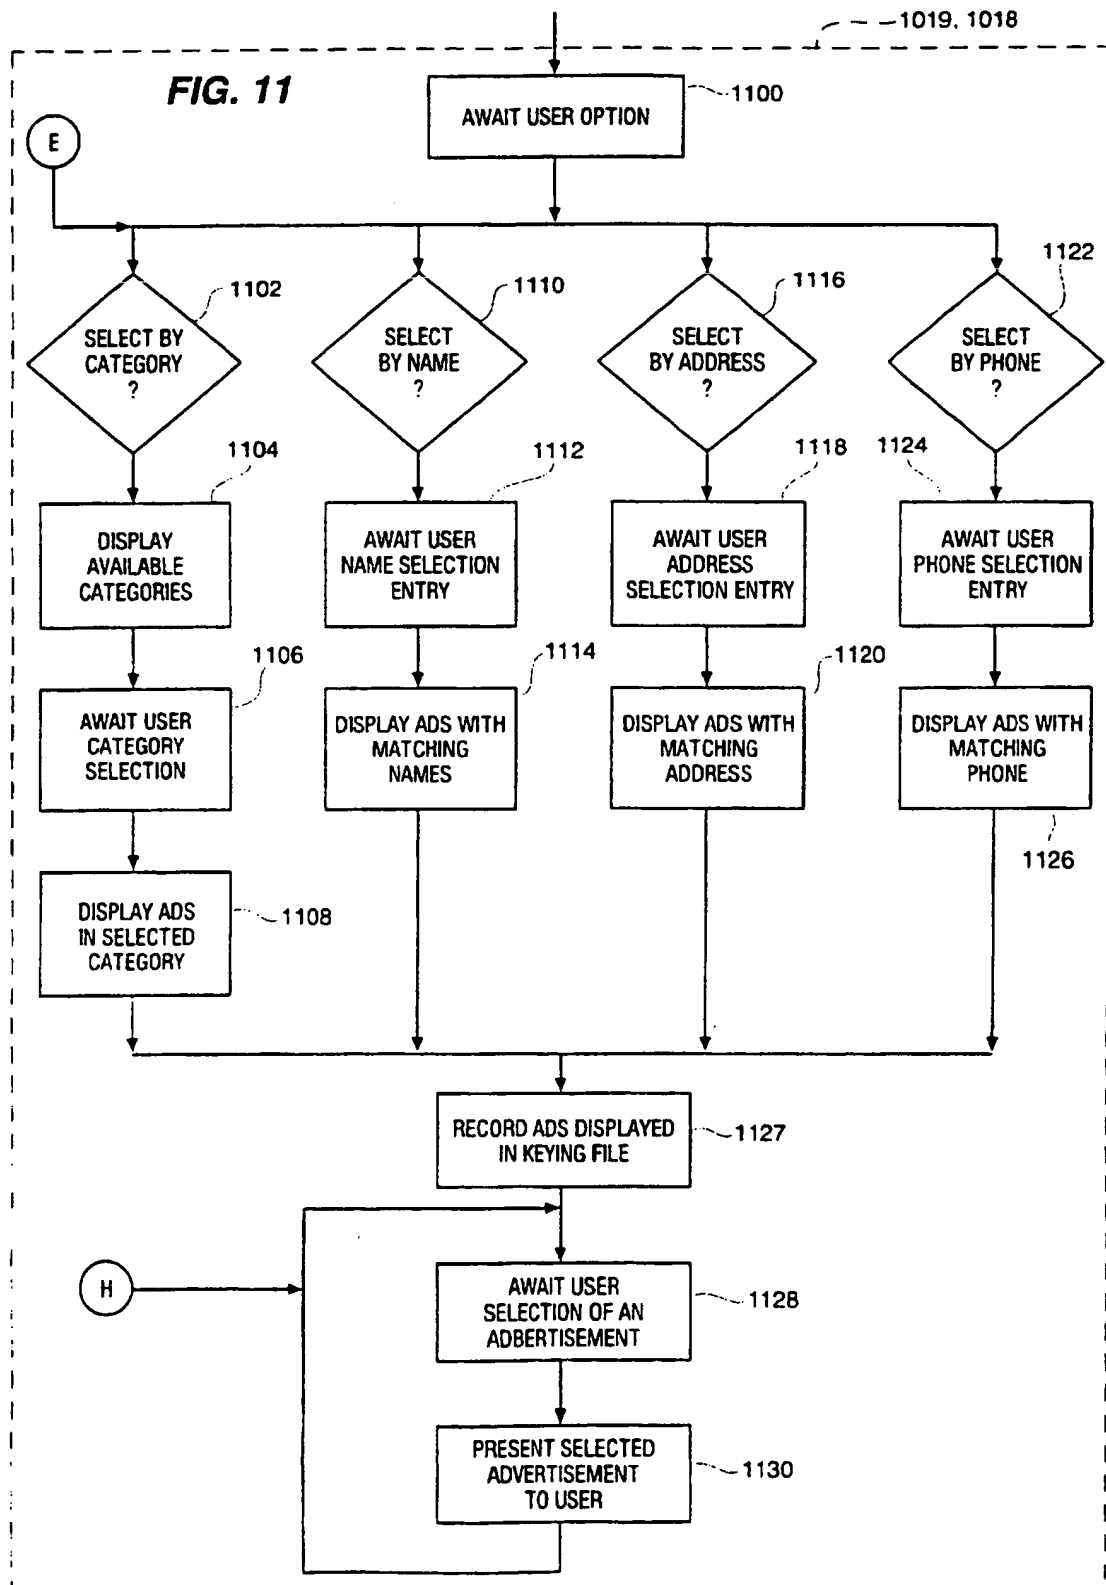 1019, 1018
FIG. 11
1100
AWAIT USER OPTION
E
1102
SELECT BY
CATEGORY
?
1110
SELECT
BY NAME
?
1116
SELECT
BY ADDRESS
?
1122
SELECT
BY PHONE
?
1104
DISPLAY
AVAILABLE
CATEGORIES
1112
AWAIT USER
NAME SELECTION
ENTRY
1118
AWAIT USER
ADDRESS
SELECTION ENTRY
1124
AWAIT USER
PHONE SELECTION
ENTRY
1106
AWAIT USER
CATEGORY
SELECTION
1114
DISPLAY ADS WITH
MATCHING
NAMES
1120
DISPLAY ADS WITH
MATCHING
ADDRESS
DISPLAY ADS WITH
MATCHING
PHONE
1126
DISPLAY ADS
IN SELECTED
CATEGORY
1108
RECORD ADS DISPLAYED
IN KEYING FILE
1127
H
AWAIT USER
SELECTION OF AN
ADBERTISEMENT
1128
PRESENT SELECTED
ADVERTISEMENT
TO USER
1130